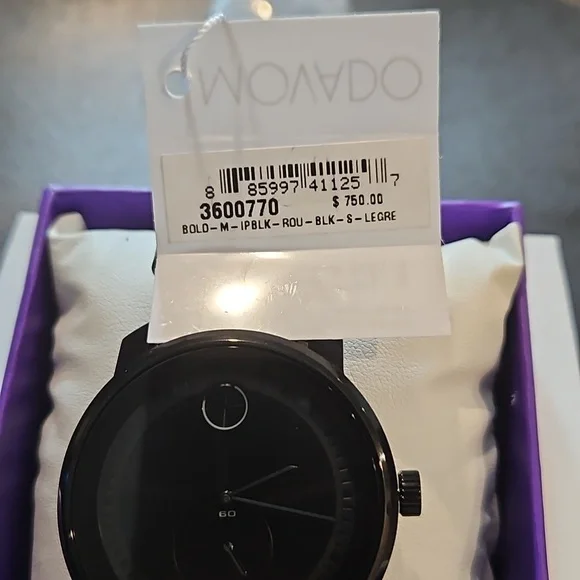 MOVADO
8 85997 41125 7
3600770 $ 750.00
BOLD-M-IPBLK-ROU-BLK-S-LEGRE
60